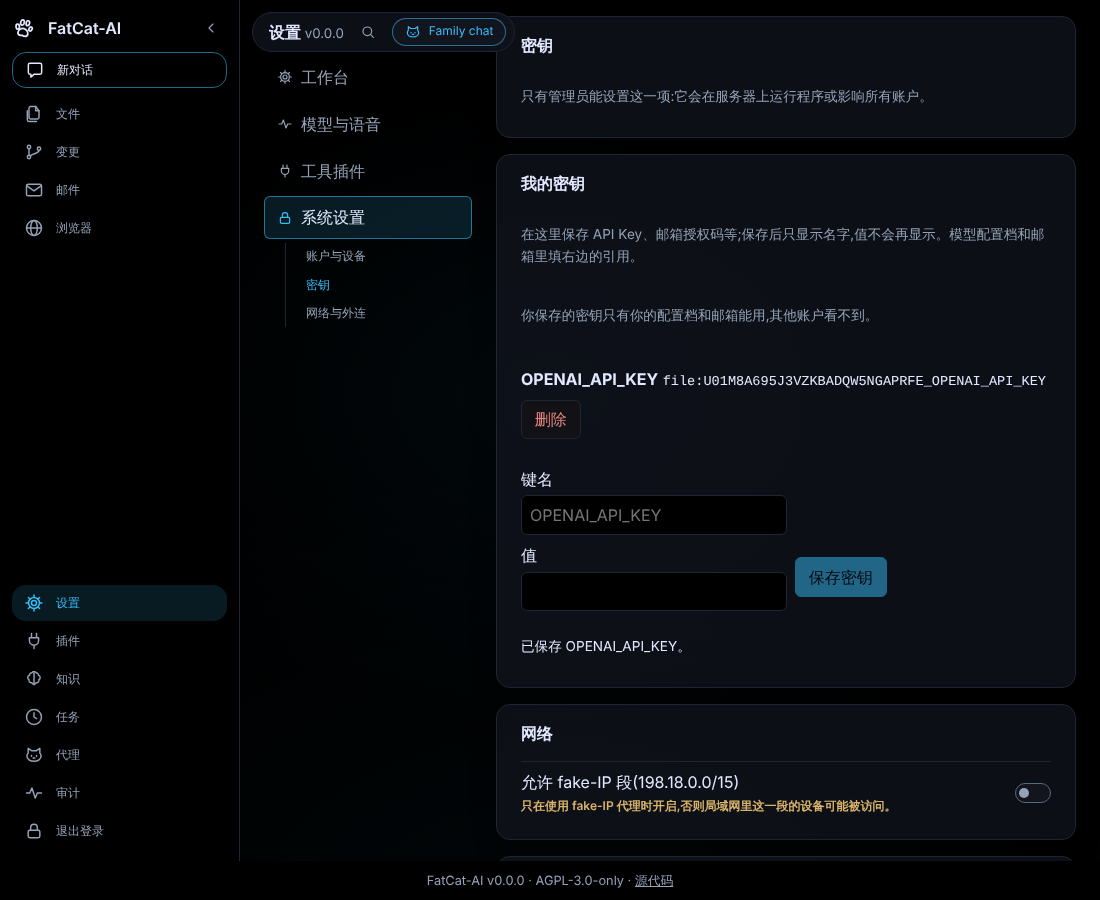 FatCat-AI
新对话
文件
变更
邮件
浏览器
设置
插件
知识
任务
代理
审计
退出登录
设置 v0.0.0
Family chat
工作台
模型与语音
工具插件
系统设置
账户与设备
密钥
网络与外连
密钥
只有管理员能设置这一项:它会在服务器上运行程序或影响所有账户。
我的密钥
在这里保存 API Key、邮箱授权码等;保存后只显示名字,值不会再显示。模型配置档和邮
箱里填右边的引用。
你保存的密钥只有你的配置档和邮箱能用,其他账户看不到。
OPENAI_API_KEY file:U01M8A695J3VZKBADQW5NGAPRFE_OPENAI_API_KEY
删除
键名
OPENAI_API_KEY
值
保存密钥
已保存 OPENAI_API_KEY。
网络
允许 fake-IP 段(198.18.0.0/15)
只在使用 fake-IP 代理时开启,否则局域网里这一段的设备可能被访问。
FatCat-AI v0.0.0 · AGPL-3.0-only · 源代码